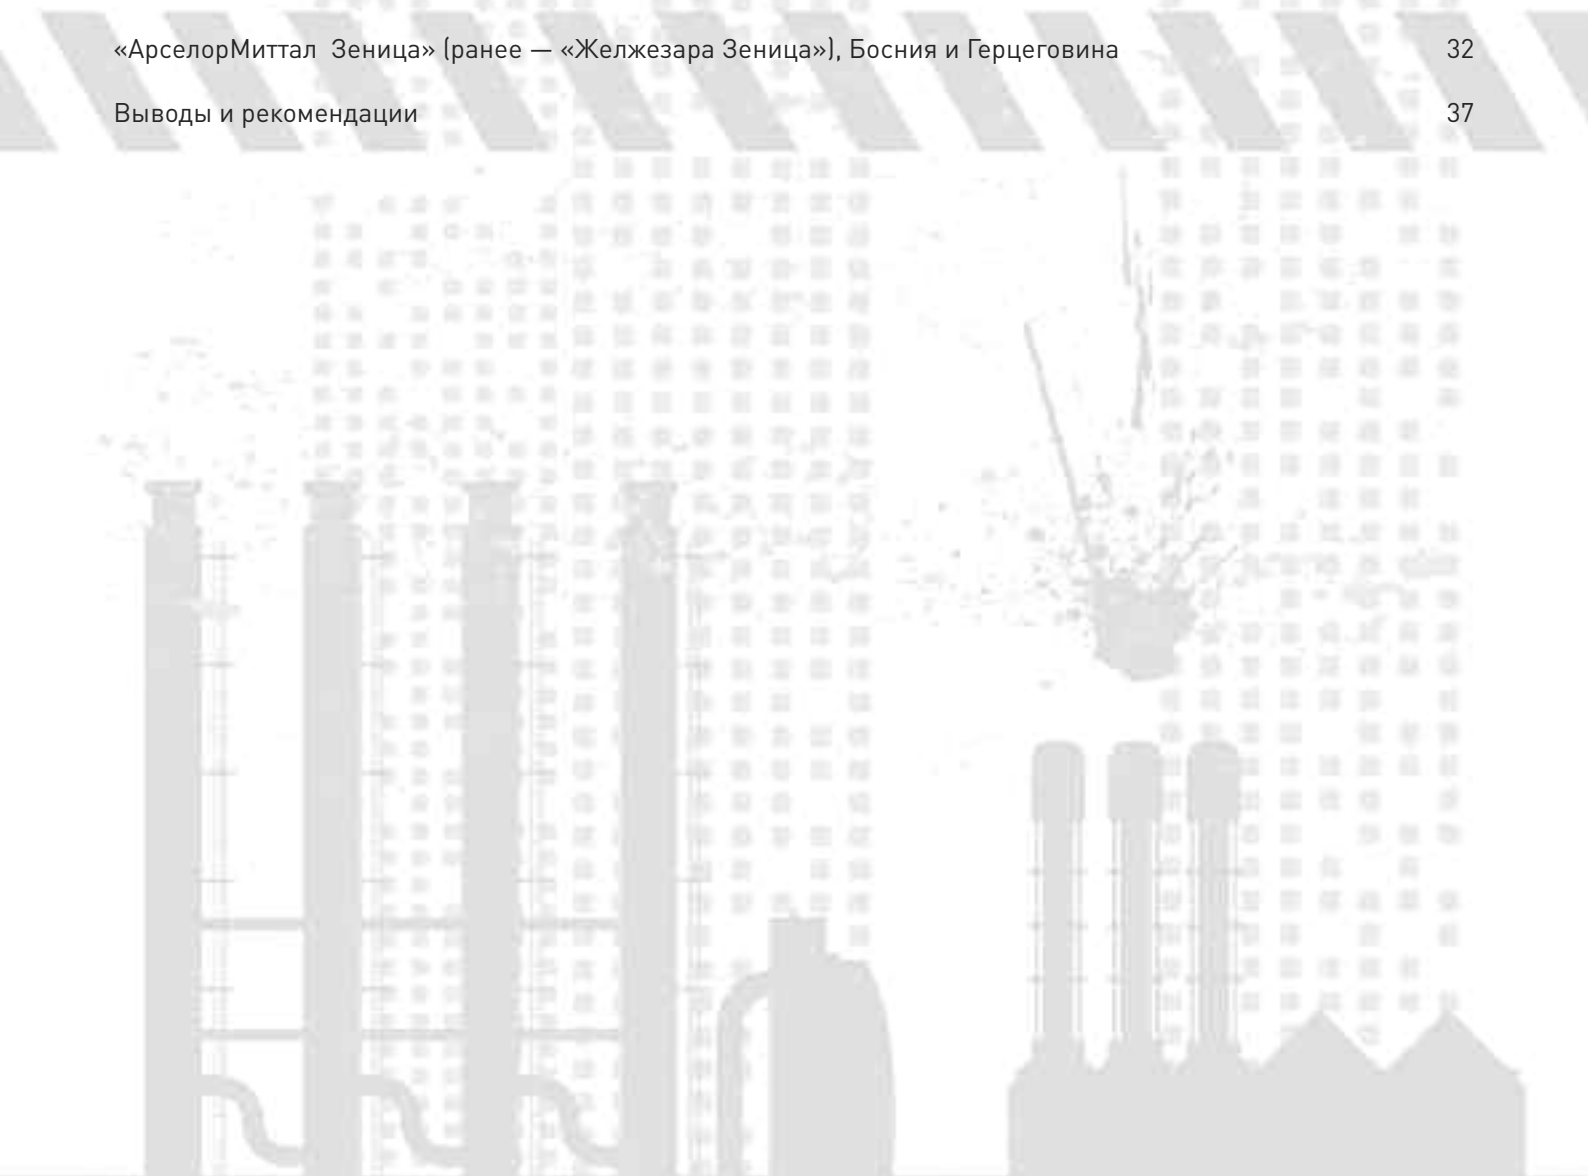 «АрселорМиттал Зеница» (ранее — «Желжезара Зеница»), Босния и Герцеговина 32
Выводы и рекомендации 37